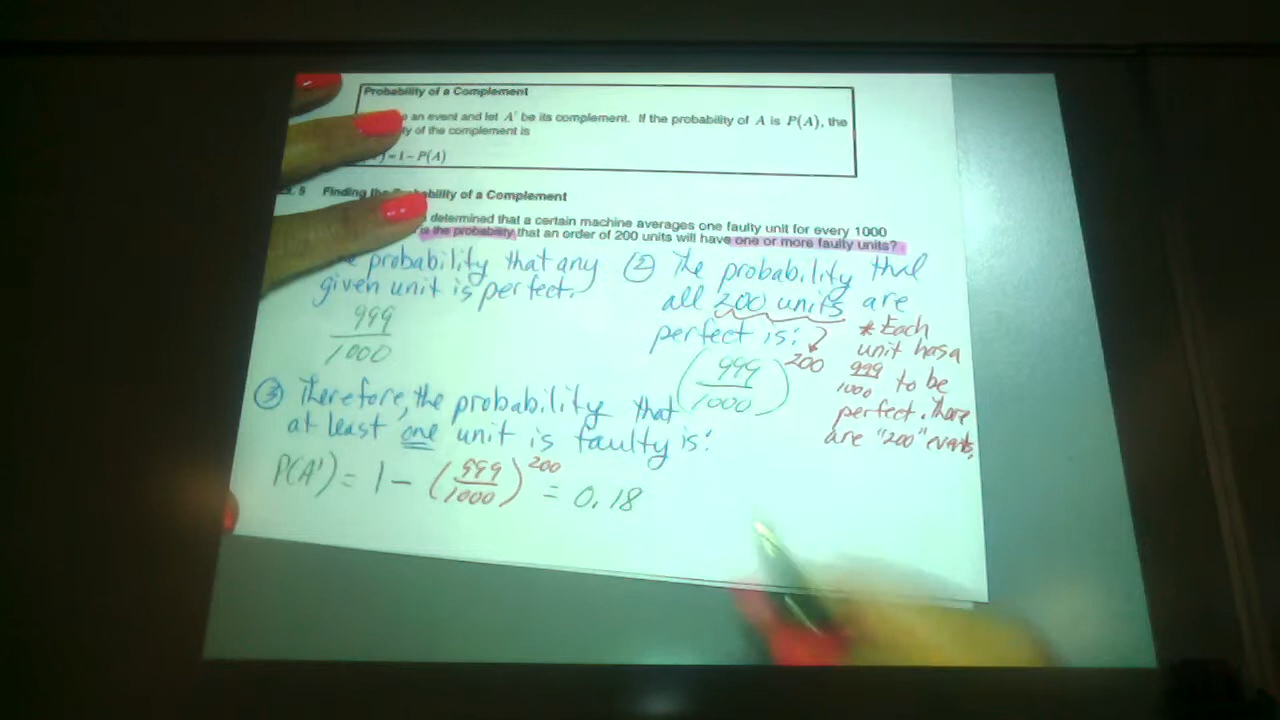 Probability of a Complement
an event and let A' be its complement. If the probability of A is P(A), the
ty of the complement is
= 1 - P(A)
5 Finding the Probability of a Complement
determined that a certain machine averages one faulty unit for every 1000
is the probability that an order of 200 units will have one or more faulty units?
probability that any
given unit is perfect.
999
1000
② The probability that
all 200 units are
perfect is:
(999/1000)^200
* Each
unit has a
999/1000 to be
perfect. There
are "200" events.
③ Therefore, the probability that
at least one unit is faulty is:
P(A') = 1 - (999/1000)^200 = 0.18